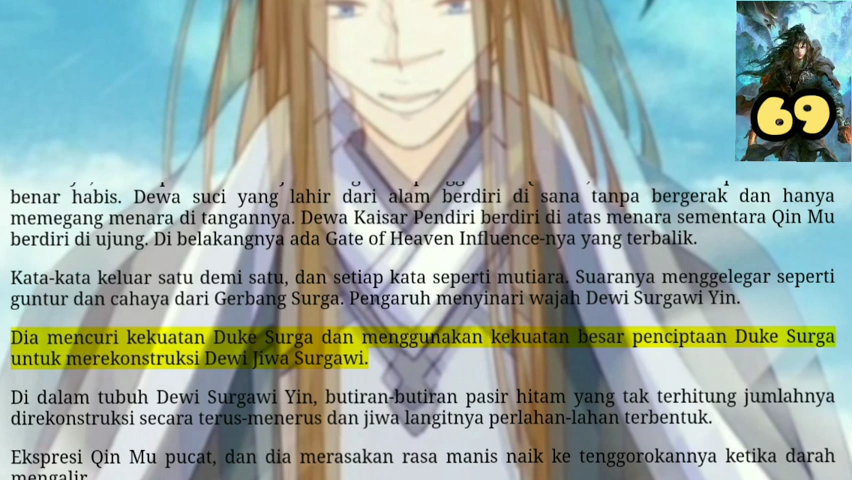 69
benar habis. Dewa suci yang lahir dari alam berdiri di sana tanpa bergerak dan hanya
memegang menara di tangannya. Dewa Kaisar Pendiri berdiri di atas menara sementara Qin Mu
berdiri di ujung. Di belakangnya ada Gate of Heaven Influence-nya yang terbalik.
Kata-kata keluar satu demi satu, dan setiap kata seperti mutiara. Suaranya menggelegar seperti
guntur dan cahaya dari Gerbang Surga. Pengaruh menyinari wajah Dewi Surgawi Yin.
Dia mencuri kekuatan Duke Surga dan menggunakan kekuatan besar penciptaan Duke Surga
untuk merekonstruksi Dewi Jiwa Surgawi.
Di dalam tubuh Dewi Surgawi Yin, butiran-butiran pasir hitam yang tak terhitung jumlahnya
direkonstruksi secara terus-menerus dan jiwa langitnya perlahan-lahan terbentuk.
Ekspresi Qin Mu pucat, dan dia merasakan rasa manis naik ke tenggorokannya ketika darah
mengalir.